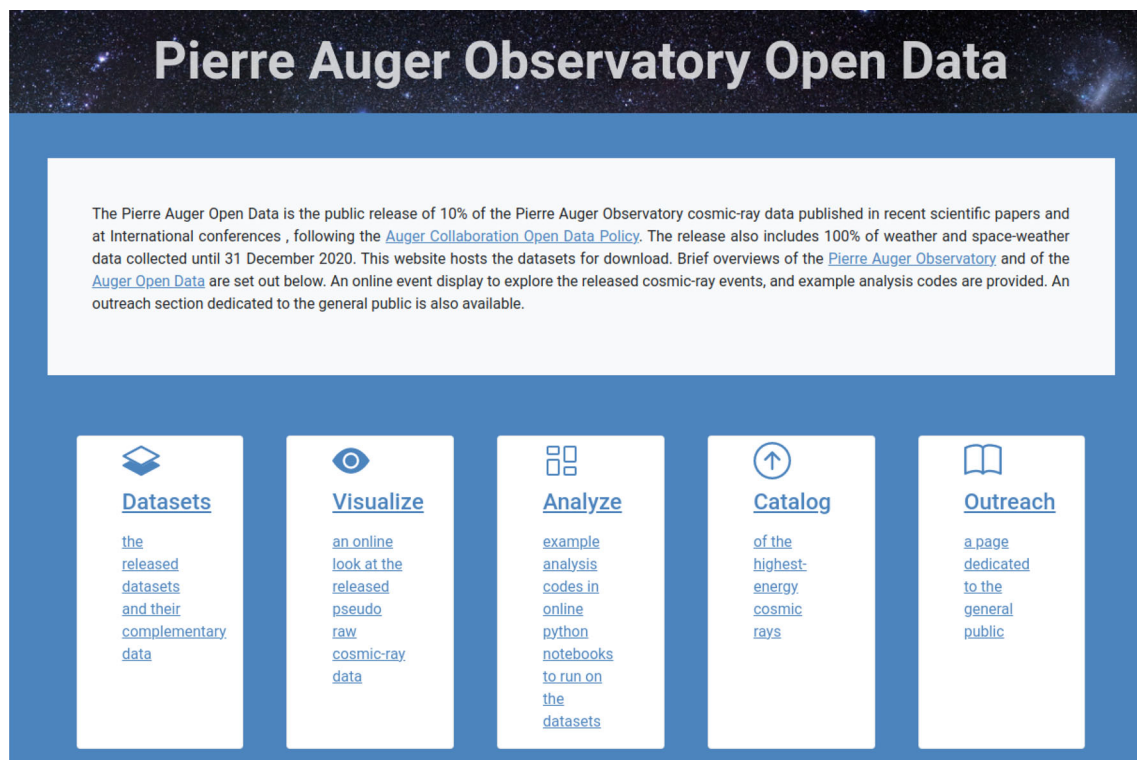 Pierre Auger Observatory Open Data
The Pierre Auger Open Data is the public release of 10% of the Pierre Auger Observatory cosmic-ray data published in recent scientific papers and
at International conferences , following the Auger Collaboration Open Data Policy. The release also includes 100% of weather and space-weather
data collected until 31 December 2020. This website hosts the datasets for download. Brief overviews of the Pierre Auger Observatory and of the
Auger Open Data are set out below. An online event display to explore the released cosmic-ray events, and example analysis codes are provided. An
outreach section dedicated to the general public is also available.
Datasets
the
released
datasets
and their
complementary
data
Visualize
an online
look at the
released
pseudo
raw
cosmic-ray
data
Analyze
example
analysis
codes in
online
python
notebooks
to run on
the
datasets
Catalog
of the
highest-
energy
cosmic
rays
Outreach
a page
dedicated
to the
general
public